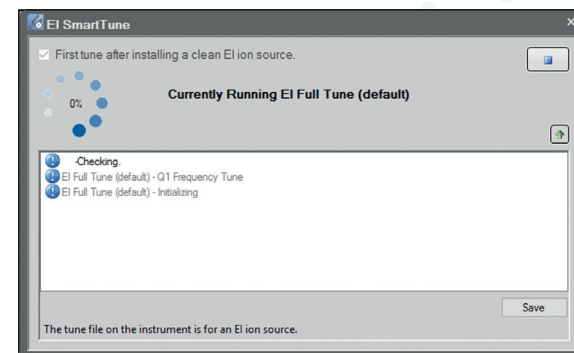 EI SmartTune
First tune after installing a clean EI ion source.
0%
Currently Running EI Full Tune (default)
-Checking.
EI Full Tune (default) - Q1 Frequency Tune
EI Full Tune (default) - Initializing
Save
The tune file on the instrument is for an EI ion source.